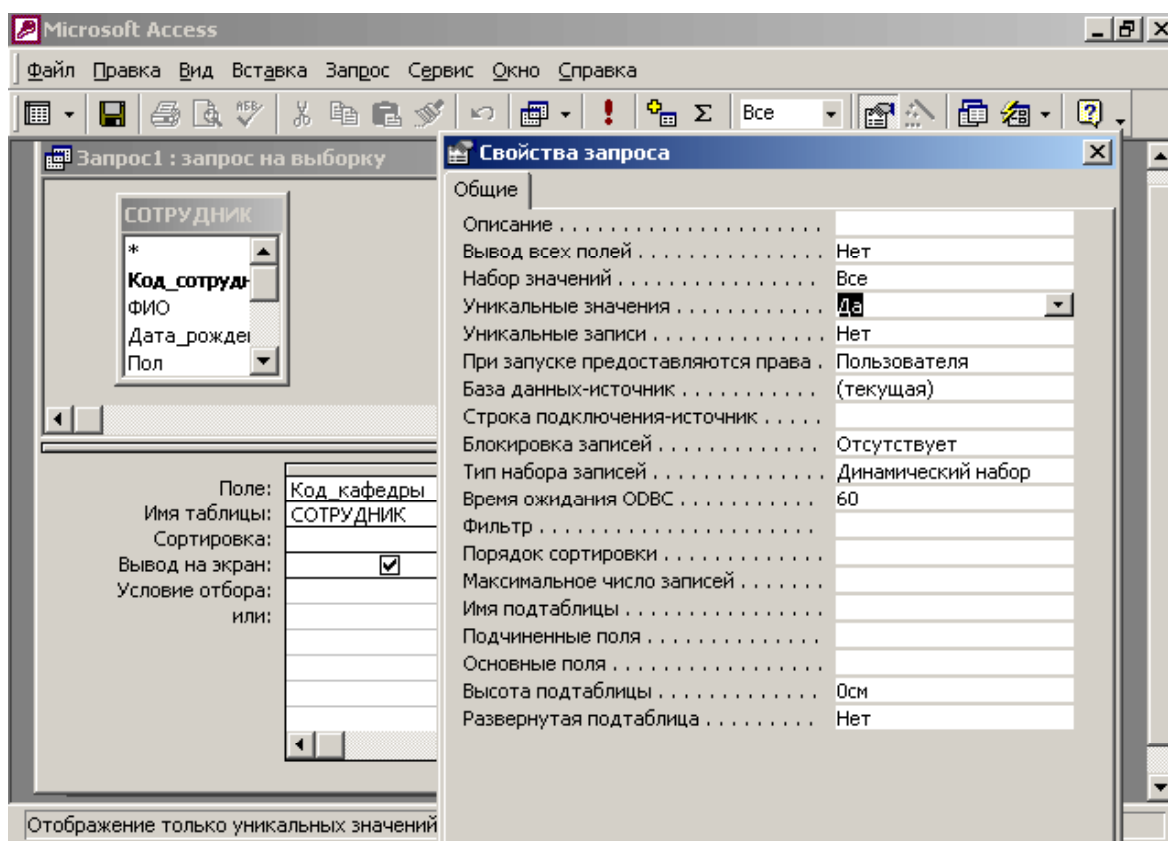 Microsoft Access
Файл Правка Вид Вставка Запрос Сервис Окно Справка
Все
Запрос1 : запрос на выборку
СОТРУДНИК
*
Код_сотрудн
ФИО
Дата_рожде
Пол
Поле: Код_кафедры
Имя таблицы: СОТРУДНИК
Сортировка:
Вывод на экран:
Условие отбора:
или:
Свойства запроса
Общие
Описание . . . . . . . . . . . . . . . . . . . . . .
Вывод всех полей . . . . . . . . . . . . . . . Нет
Набор значений . . . . . . . . . . . . . . . . . Все
Уникальные значения . . . . . . . . . . . . Да
Уникальные записи . . . . . . . . . . . . . . Нет
При запуске предоставляются права . Пользователя
База данных-источник . . . . . . . . . . . (текущая)
Строка подключения-источник . . . . .
Блокировка записей . . . . . . . . . . . . . Отсутствует
Тип набора записей . . . . . . . . . . . . . Динамический набор
Время ожидания ODBC . . . . . . . . . . . . 60
Фильтр . . . . . . . . . . . . . . . . . . . . . . .
Порядок сортировки . . . . . . . . . . . . .
Максимальное число записей . . . . . . .
Имя подтаблицы . . . . . . . . . . . . . . . .
Подчиненные поля . . . . . . . . . . . . . .
Основные поля . . . . . . . . . . . . . . . . .
Высота подтаблицы . . . . . . . . . . . . . 0см
Развернутая подтаблица . . . . . . . . . Нет
Отображение только уникальных значений